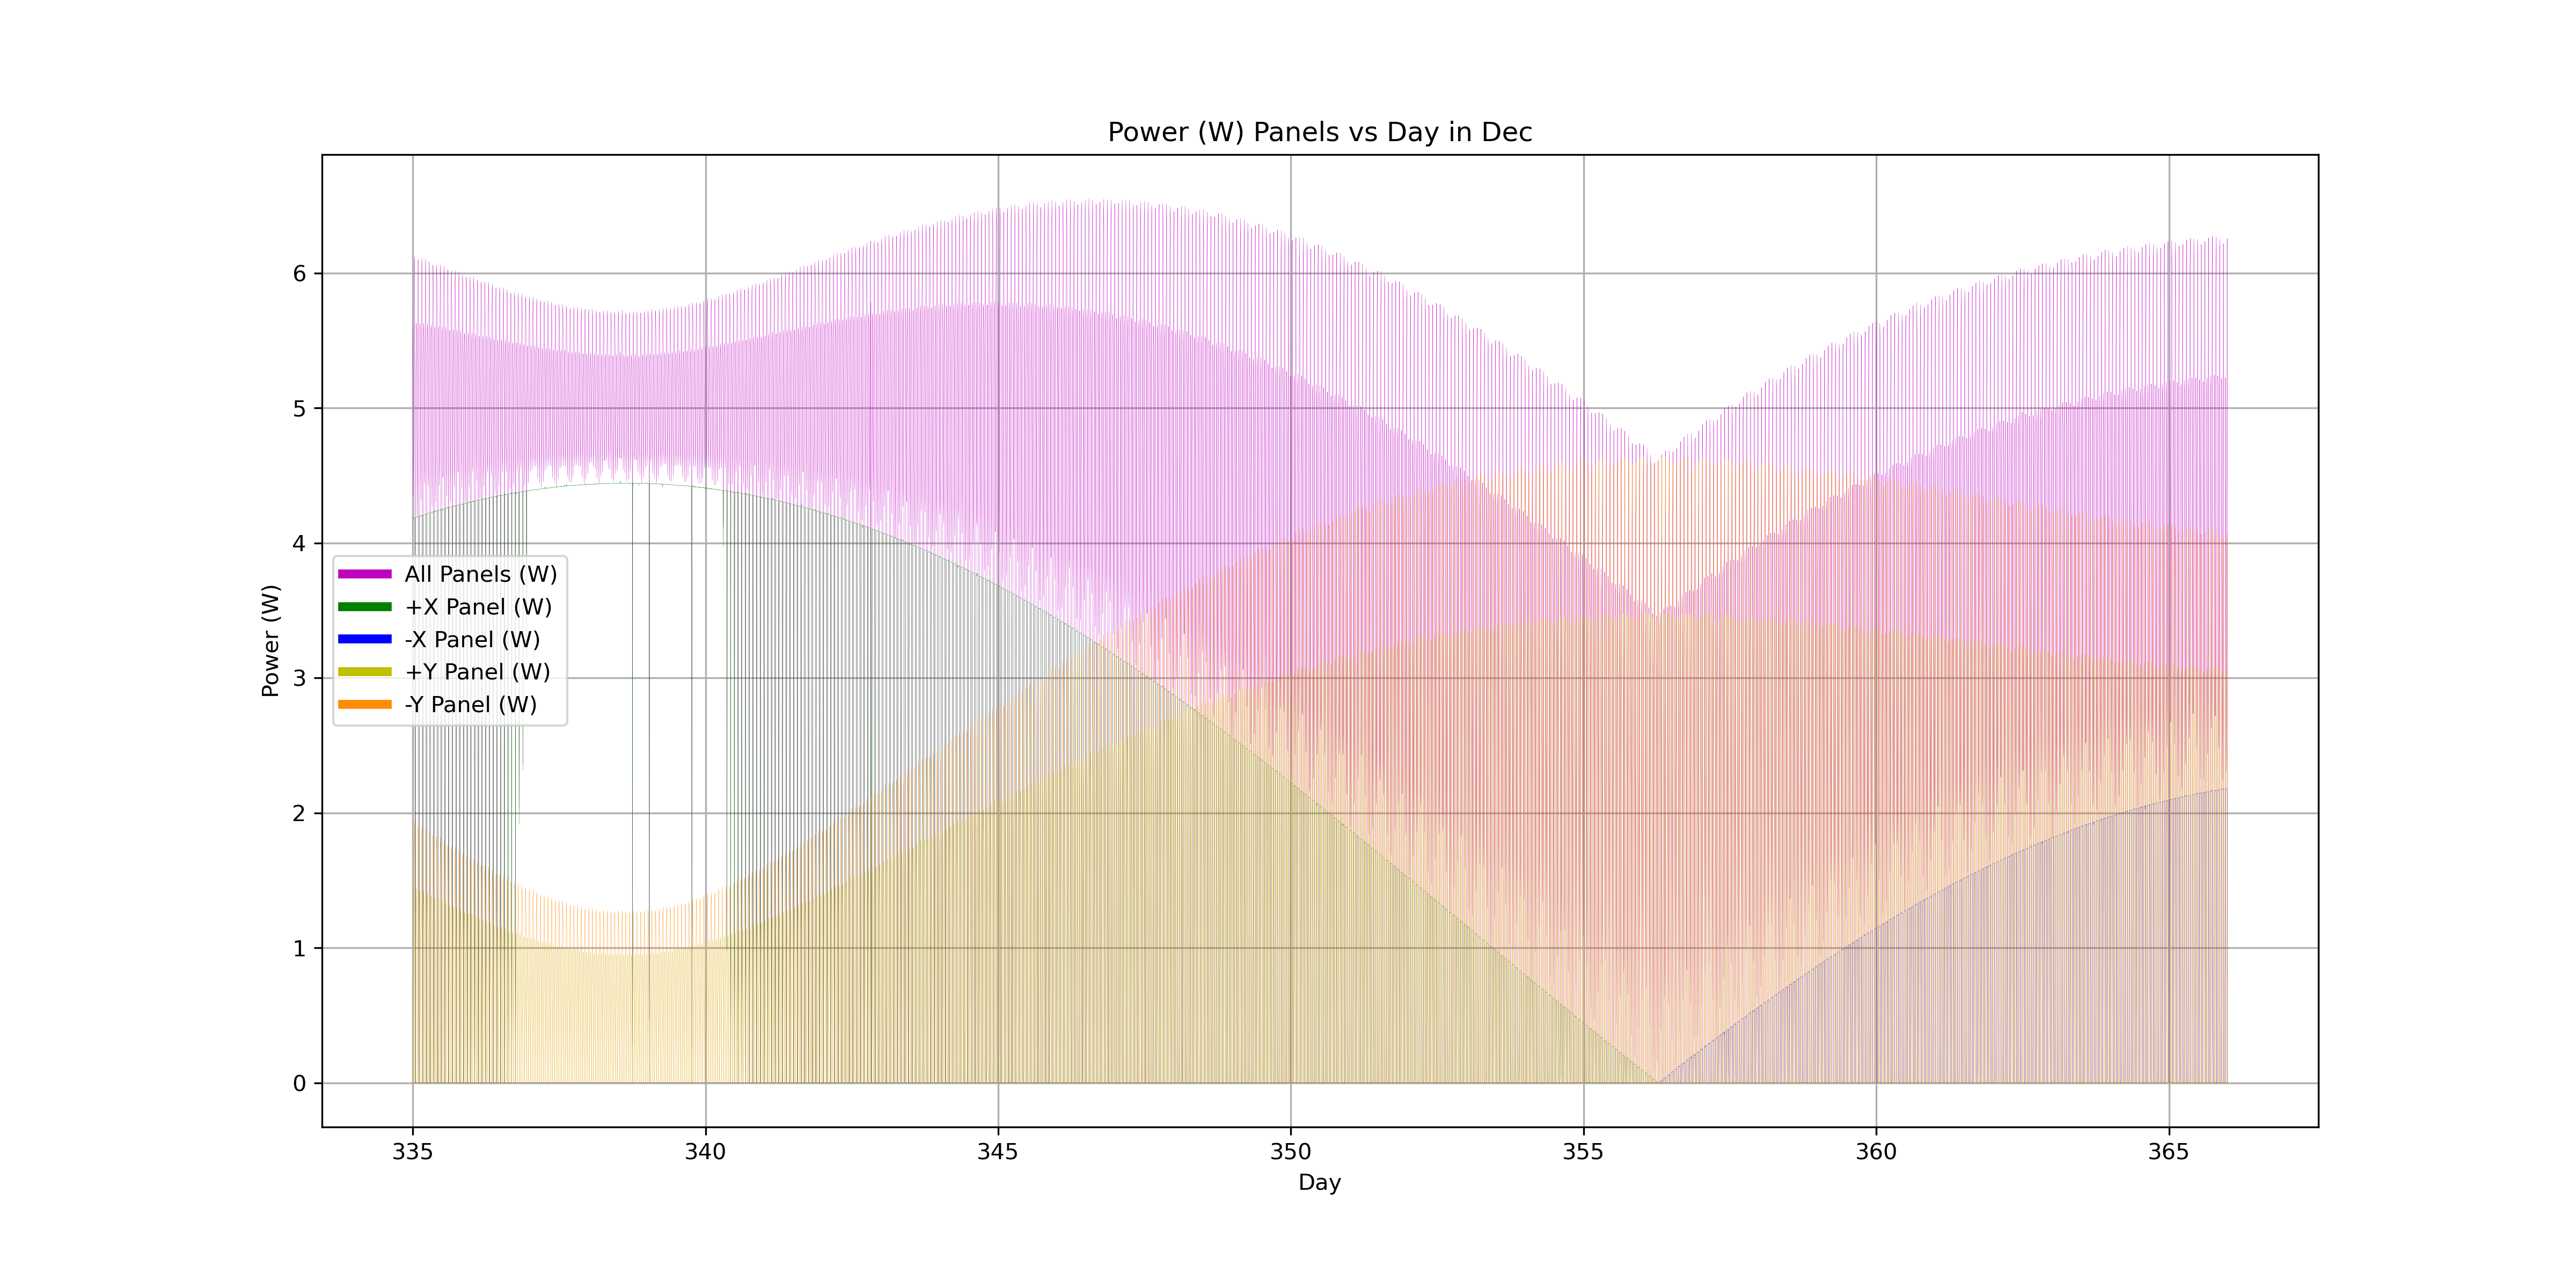 Power (W) Panels vs Day in Dec
Power (W)
6
5
4
3
2
1
0
All Panels (W)
+X Panel (W)
-X Panel (W)
+Y Panel (W)
-Y Panel (W)
335 340 345 350 355 360 365
Day